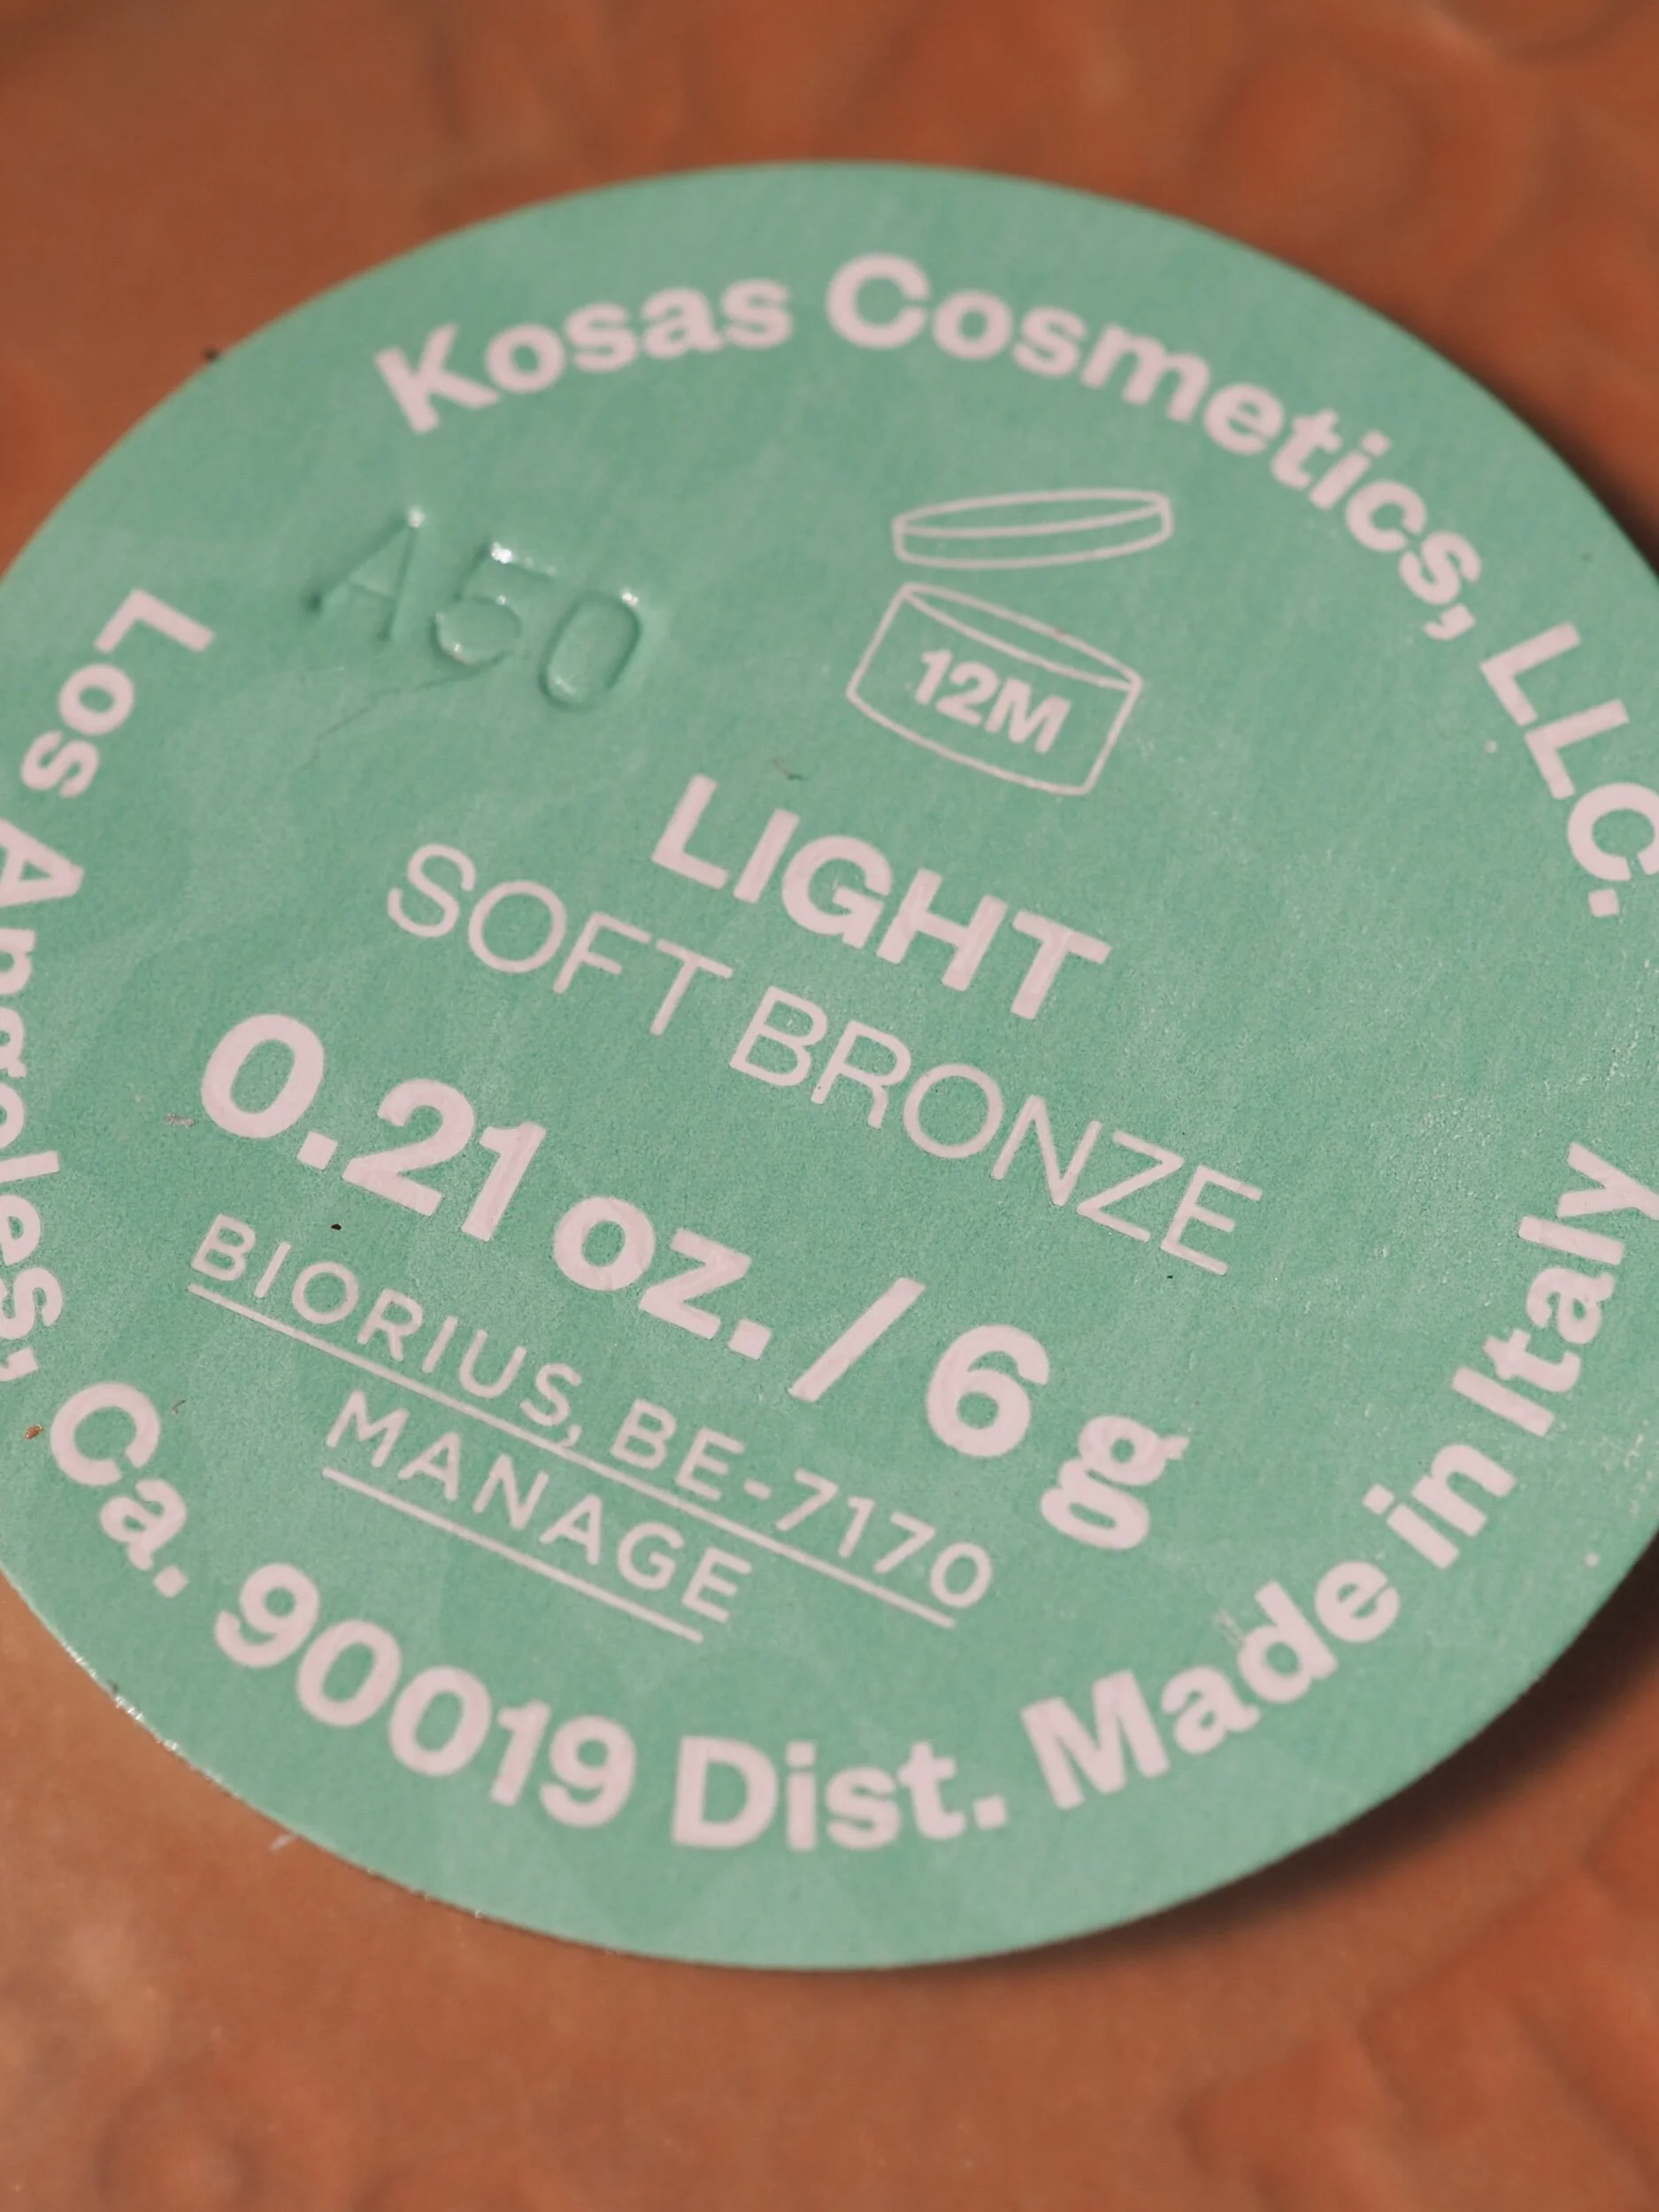 Kosas Cosmetics, LLC.
A50
12M
LIGHT
SOFT BRONZE
0.21 oz. / 6 g
BIORIUS, BE-7170
MANAGE
Los Angeles, Ca. 90019 Dist. Made in Italy